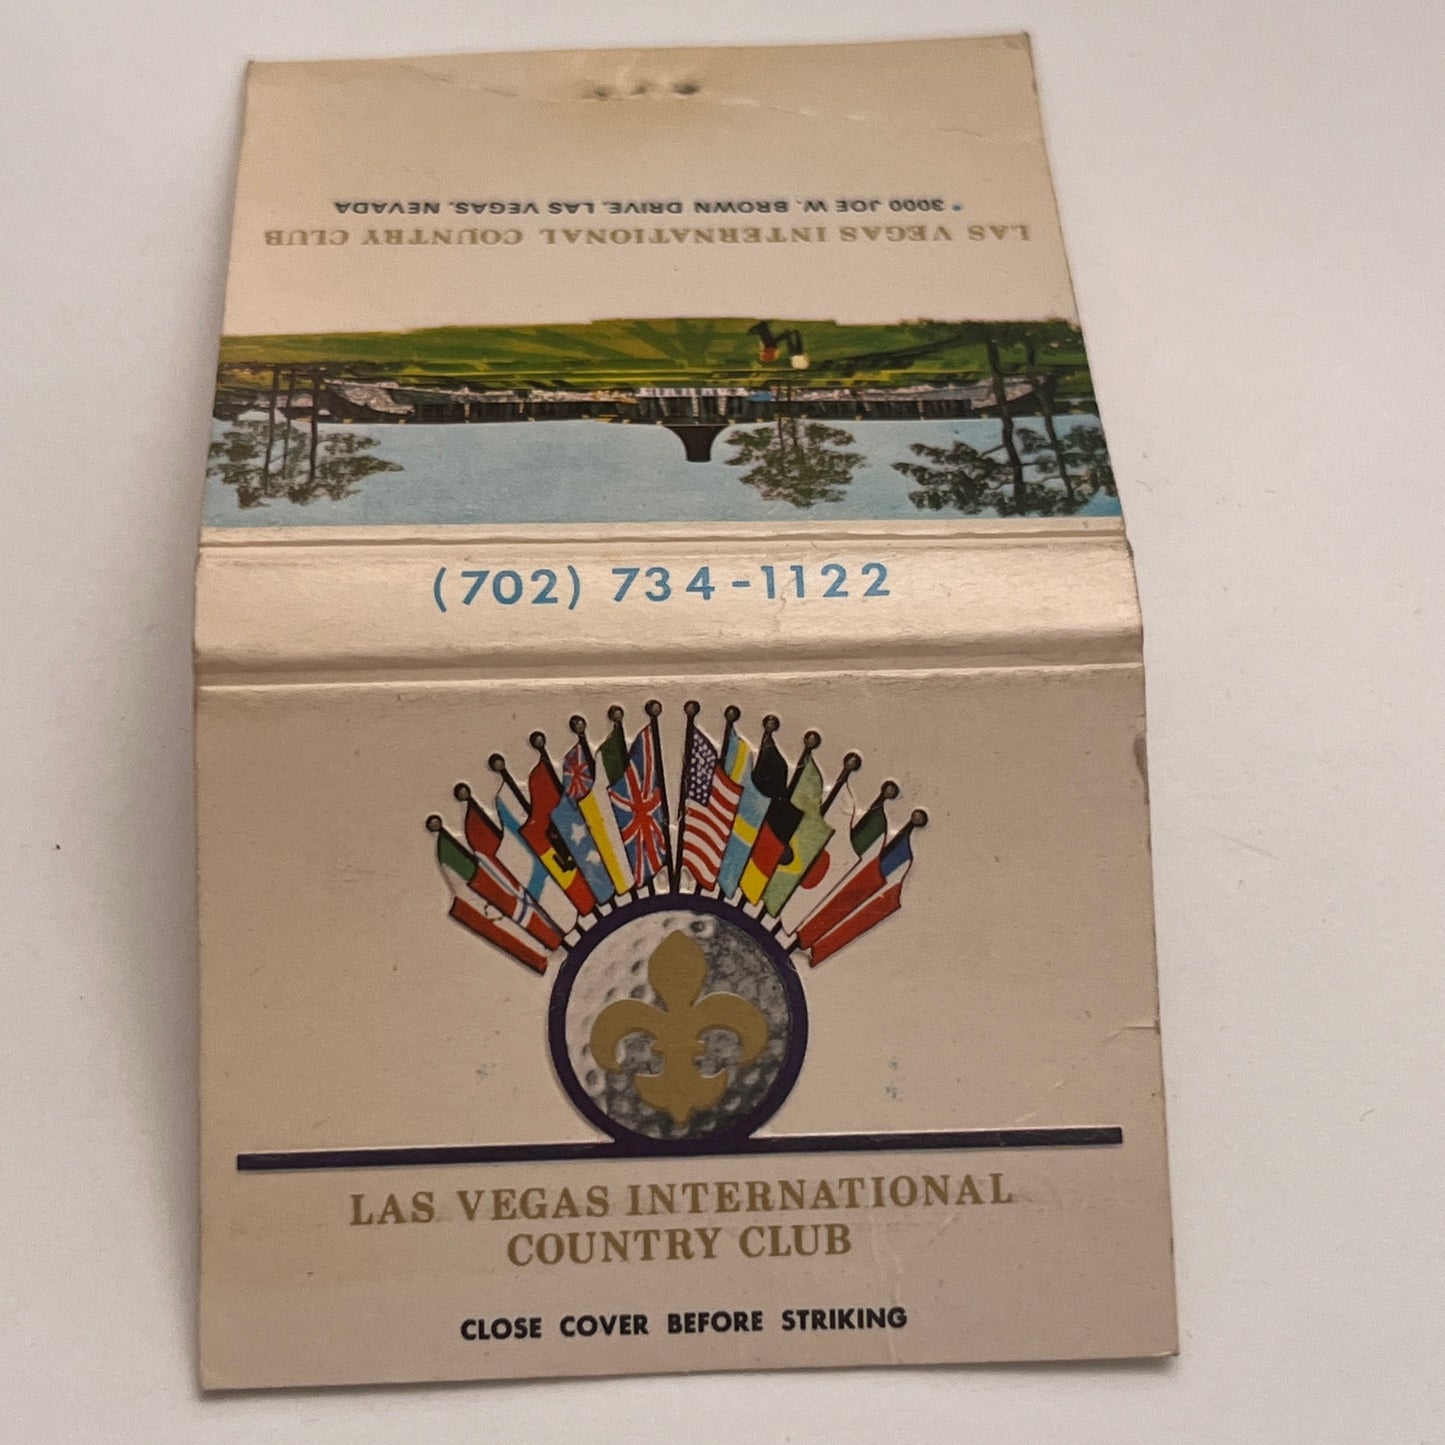 • 3000 JOE W. BROWN DRIVE, LAS VEGAS, NEVADA
LAS VEGAS INTERNATIONAL COUNTRY CLUB
(702) 734-1122
LAS VEGAS INTERNATIONAL
COUNTRY CLUB
CLOSE COVER BEFORE STRIKING